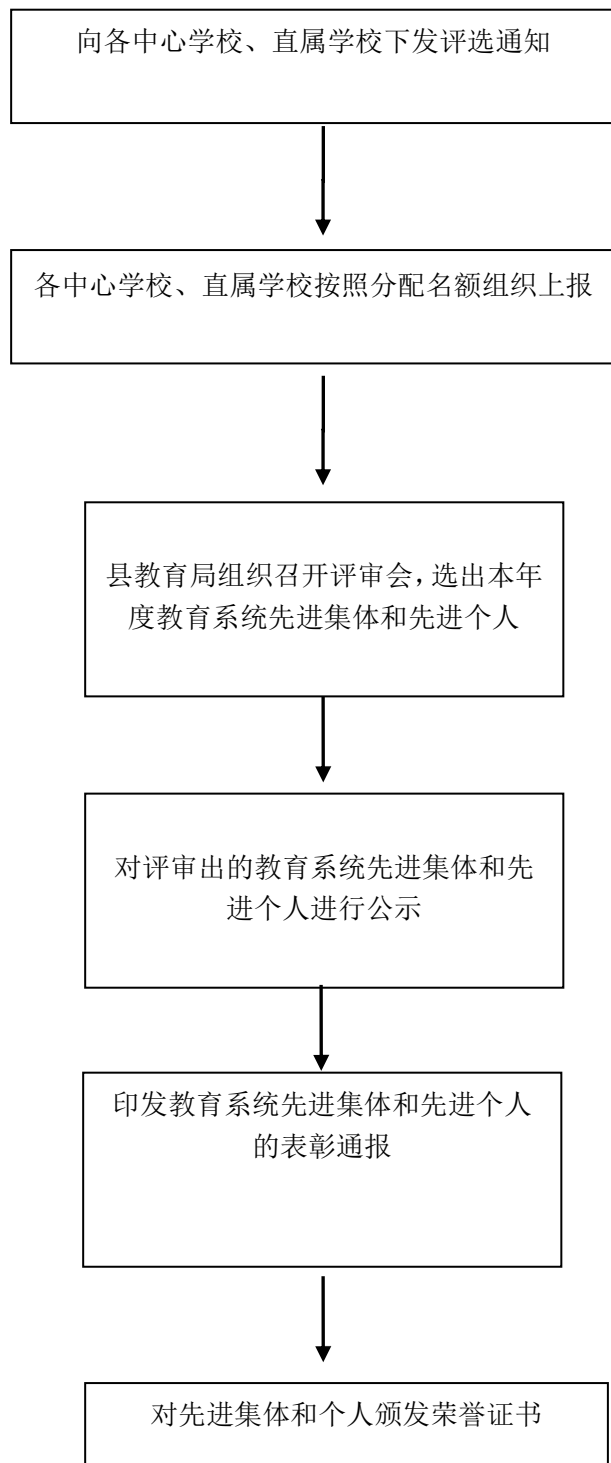 向各中心学校、直属学校下发评选通知
各中心学校、直属学校按照分配名额组织上报
县教育局组织召开评审会,选出本年
度教育系统先进集体和先进个人
对评审出的教育系统先进集体和先
进个人进行公示
印发教育系统先进集体和先进个人
的表彰通报
对先进集体和个人颁发荣誉证书